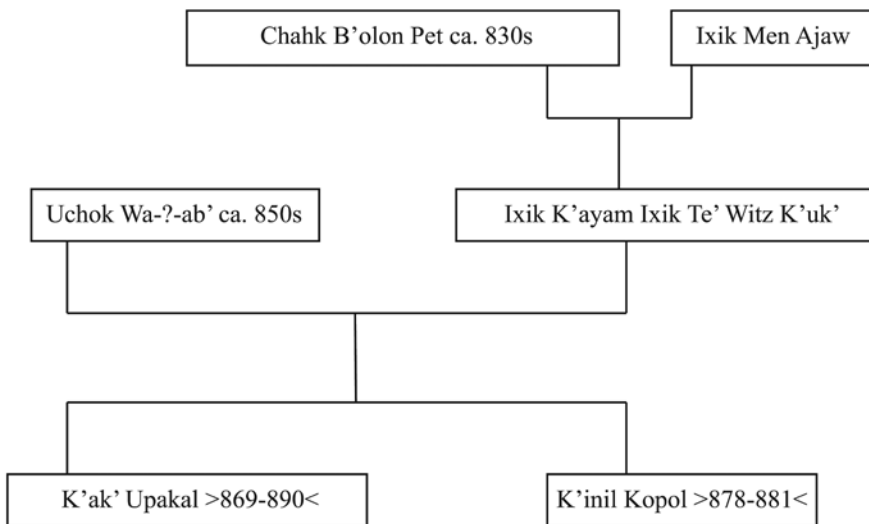 Chahk B’olon Pet ca. 830s
Ixik Men Ajaw
Uchok Wa-?-ab’ ca. 850s
Ixik K’ayam Ixik Te’ Witz K’uk’
K’ak’ Upakal >869-890<
K’inil Kopol >878-881<